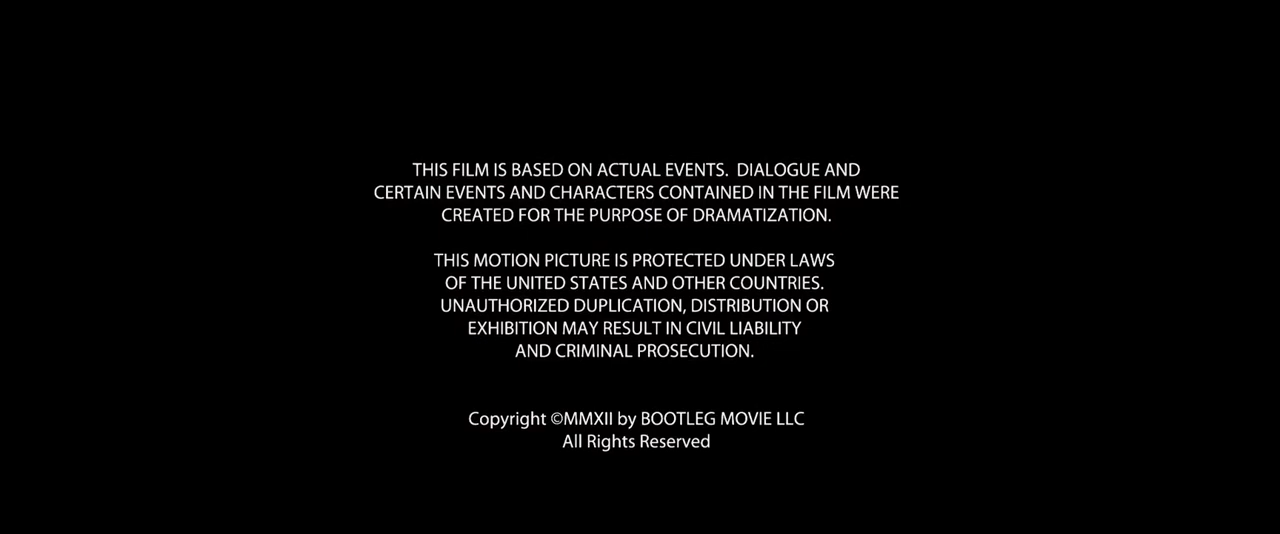 THIS FILM IS BASED ON ACTUAL EVENTS.  DIALOGUE AND
CERTAIN EVENTS AND CHARACTERS CONTAINED IN THE FILM WERE
CREATED FOR THE PURPOSE OF DRAMATIZATION.
THIS MOTION PICTURE IS PROTECTED UNDER LAWS
OF THE UNITED STATES AND OTHER COUNTRIES.
UNAUTHORIZED DUPLICATION, DISTRIBUTION OR
EXHIBITION MAY RESULT IN CIVIL LIABILITY
AND CRIMINAL PROSECUTION.
Copyright ©MMXII by BOOTLEG MOVIE LLC
All Rights Reserved